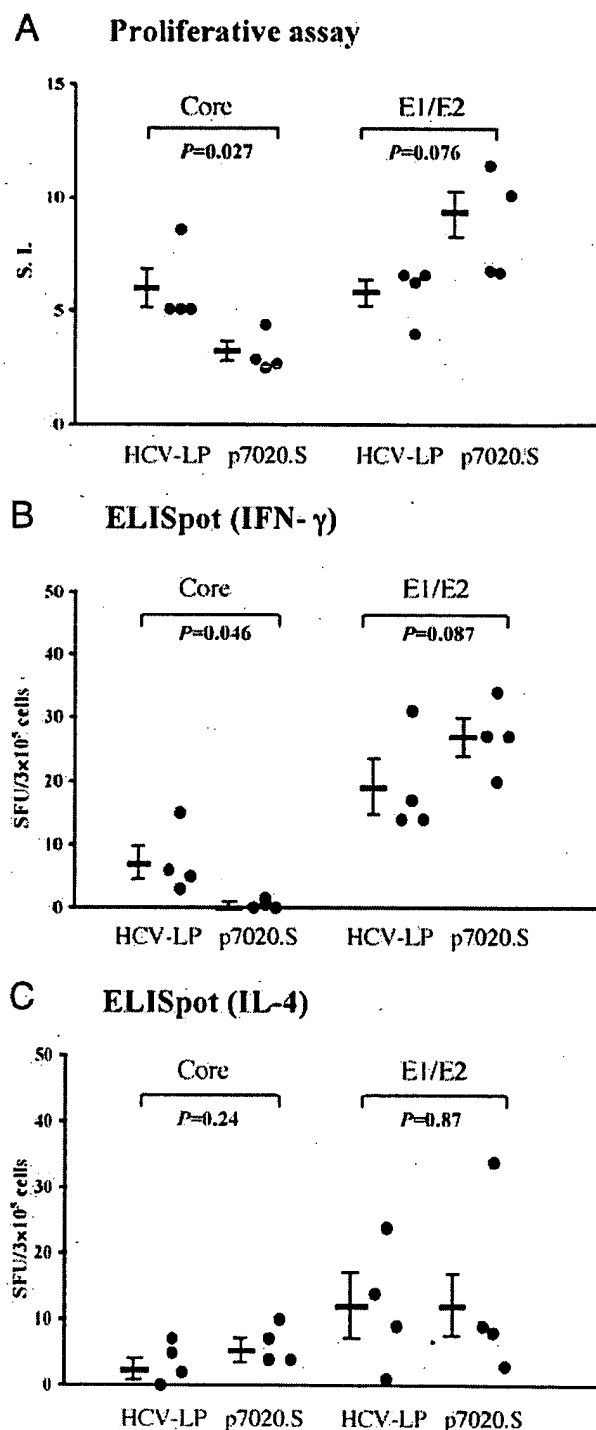 A Proliferative assay
15
10
5
0
S. I.
Core
P=0.027
E1/E2
P=0.076
HCV-LP p7020.S HCV-LP p7020.S
B ELISpot (IFN- γ)
50
40
30
20
10
0
SFU/3×10⁵ cells
Core
P=0.046
E1/E2
P=0.087
HCV-LP p7020.S HCV-LP p7020.S
C ELISpot (IL-4)
50
40
30
20
10
0
SFU/3×10⁵ cells
Core
P=0.24
E1/E2
P=0.87
HCV-LP p7020.S HCV-LP p7020.S